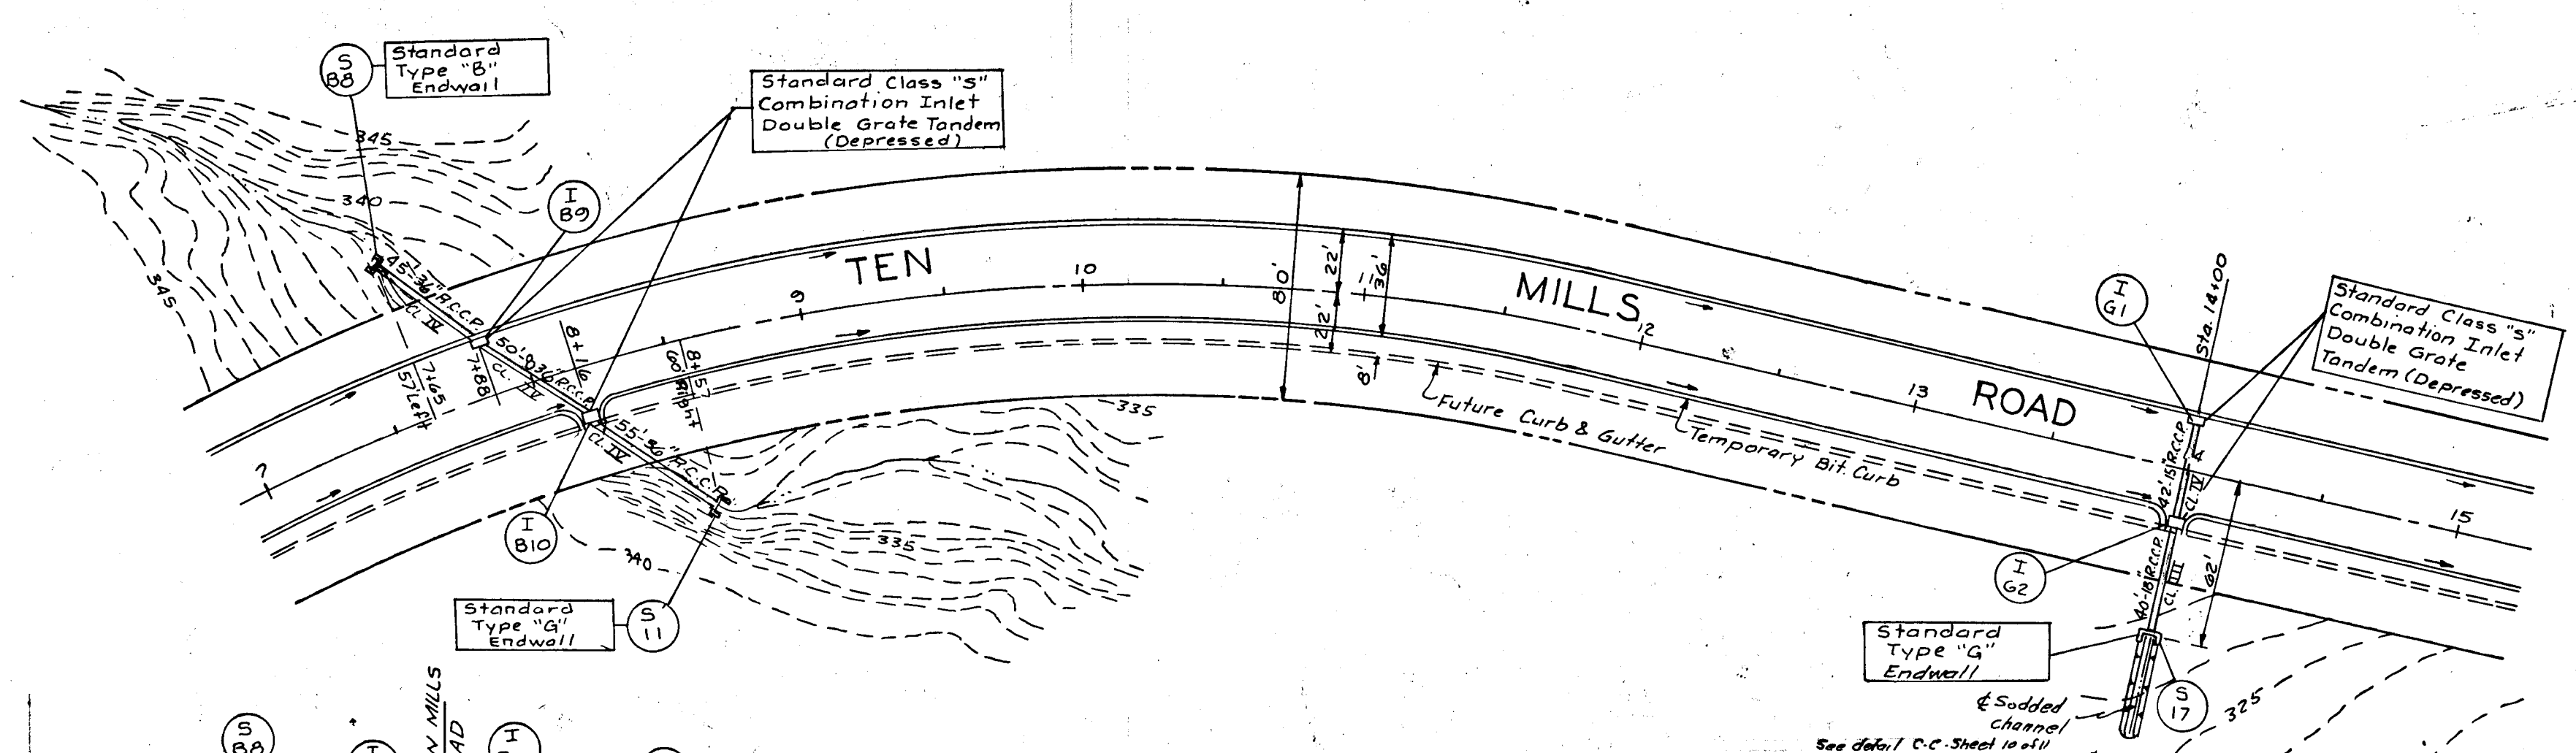 S
B8
Standard
Type "B"
Endwall
Standard Class "S"
Combination Inlet
Double Grate Tandem
(Depressed)
345
340
345
I
B9
45'-36" R.C.C.P.
CL. IV
50'-36" R.C.C.P.
CL. IV
55'-36" R.C.C.P.
CL. IV
7+65
57' Left
7+88
8+16
8+57
60' Right
7
9
10
11
12
13
15
TEN
MILLS
ROAD
80'
22'
22'
36'
8'
Future Curb & Gutter
Temporary Bit. Curb
335
335
340
I
B10
Standard
Type "G"
Endwall
S
11
I
G1
Sta. 14+00
Standard Class "S"
Combination Inlet
Double Grate
Tandem (Depressed)
42'-15" R.C.C.P.
CL. IV
4
I
G2
40'-18" R.C.C.P.
CL. III
62'
Standard
Type "G"
Endwall
S
17
℄ Sodded
channel
See detail C-C-Sheet 10 of 11
325
S
B8
I
N MILLS
AD
I